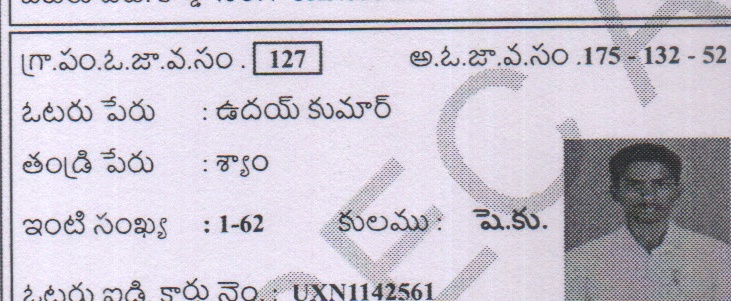 గ్రా.పం.ఓ.జా.వ.సం . 127 అ.ఓ.జా.వ.సం .175 - 132 - 52
ఓటరు పేరు : ఉదయ్ కుమార్
తండ్రి పేరు : శ్యాం
ఇంటి సంఖ్య : 1-62 కులము : షె.కు.
ఓటరు ఐడి కార్డు నెం. : UXN1142561